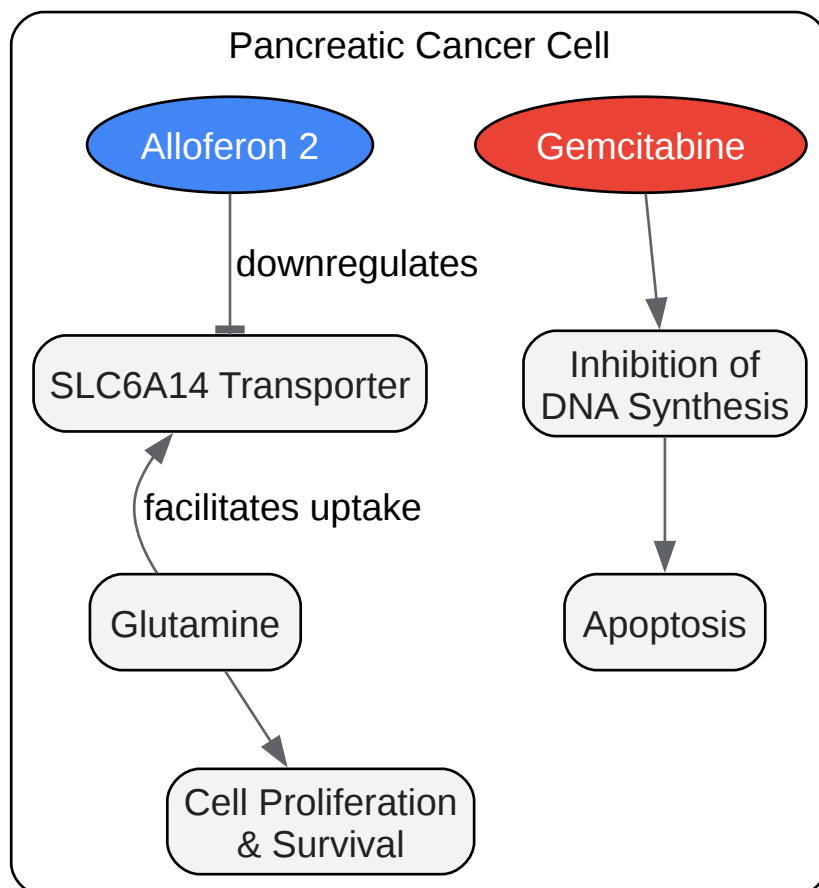 Pancreatic Cancer Cell
Alloferon 2
Gemcitabine
downregulates
SLC6A14 Transporter
Inhibition of
DNA Synthesis
facilitates uptake
Glutamine
Apoptosis
Cell Proliferation
& Survival